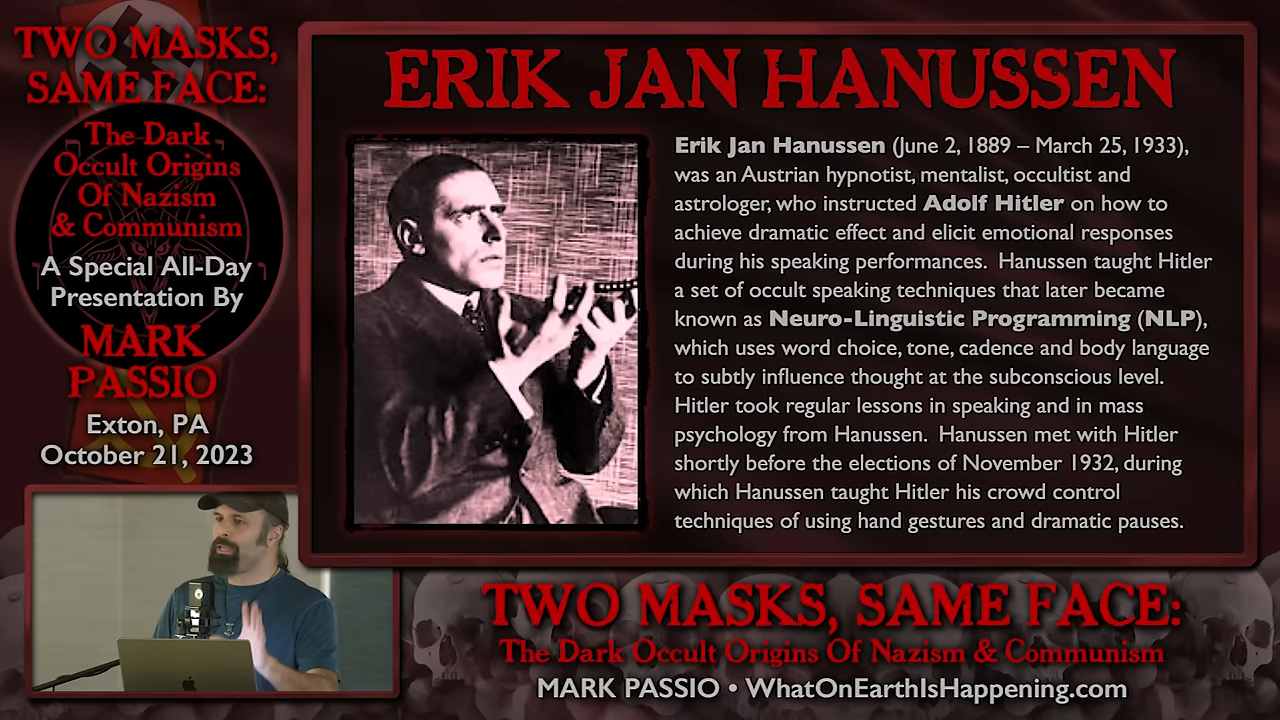 TWO MASKS,
SAME FACE:
The Dark
Occult Origins
Of Nazism
& Communism
A Special All-Day
Presentation By
MARK
PASSIO
Exton, PA
October 21, 2023
ERIK JAN HANUSSEN
Erik Jan Hanussen (June 2, 1889 – March 25, 1933),
was an Austrian hypnotist, mentalist, occultist and
astrologer, who instructed Adolf Hitler on how to
achieve dramatic effect and elicit emotional responses
during his speaking performances. Hanussen taught Hitler
a set of occult speaking techniques that later became
known as Neuro-Linguistic Programming (NLP),
which uses word choice, tone, cadence and body language
to subtly influence thought at the subconscious level.
Hitler took regular lessons in speaking and in mass
psychology from Hanussen. Hanussen met with Hitler
shortly before the elections of November 1932, during
which Hanussen taught Hitler his crowd control
techniques of using hand gestures and dramatic pauses.
TWO MASKS, SAME FACE:
The Dark Occult Origins Of Nazism & Communism
MARK PASSIO • WhatOnEarthIsHappening.com